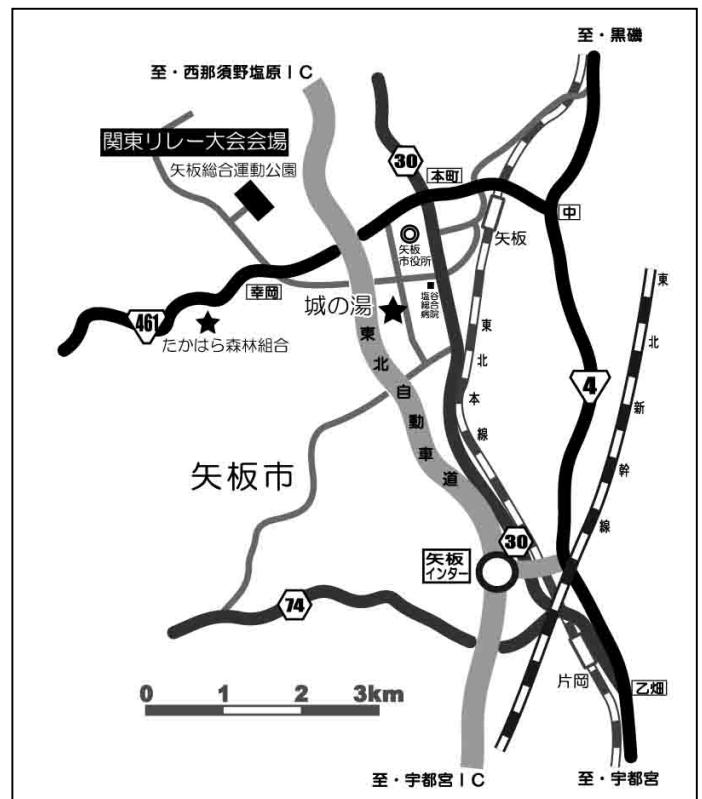 至・黒磯
至・西那須野塩原IC
関東リレー大会会場
矢板総合運動公園
30
本町
中
矢板
矢板
市役所
塩谷
総合
病院
幸岡
城の湯
461
たかはら森林組合
東北自動車道
東北本線
東北新幹線
4
矢板市
30
矢板
インター
74
片岡
乙畑
0 1 2 3km
至・宇都宮IC
至・宇都宮